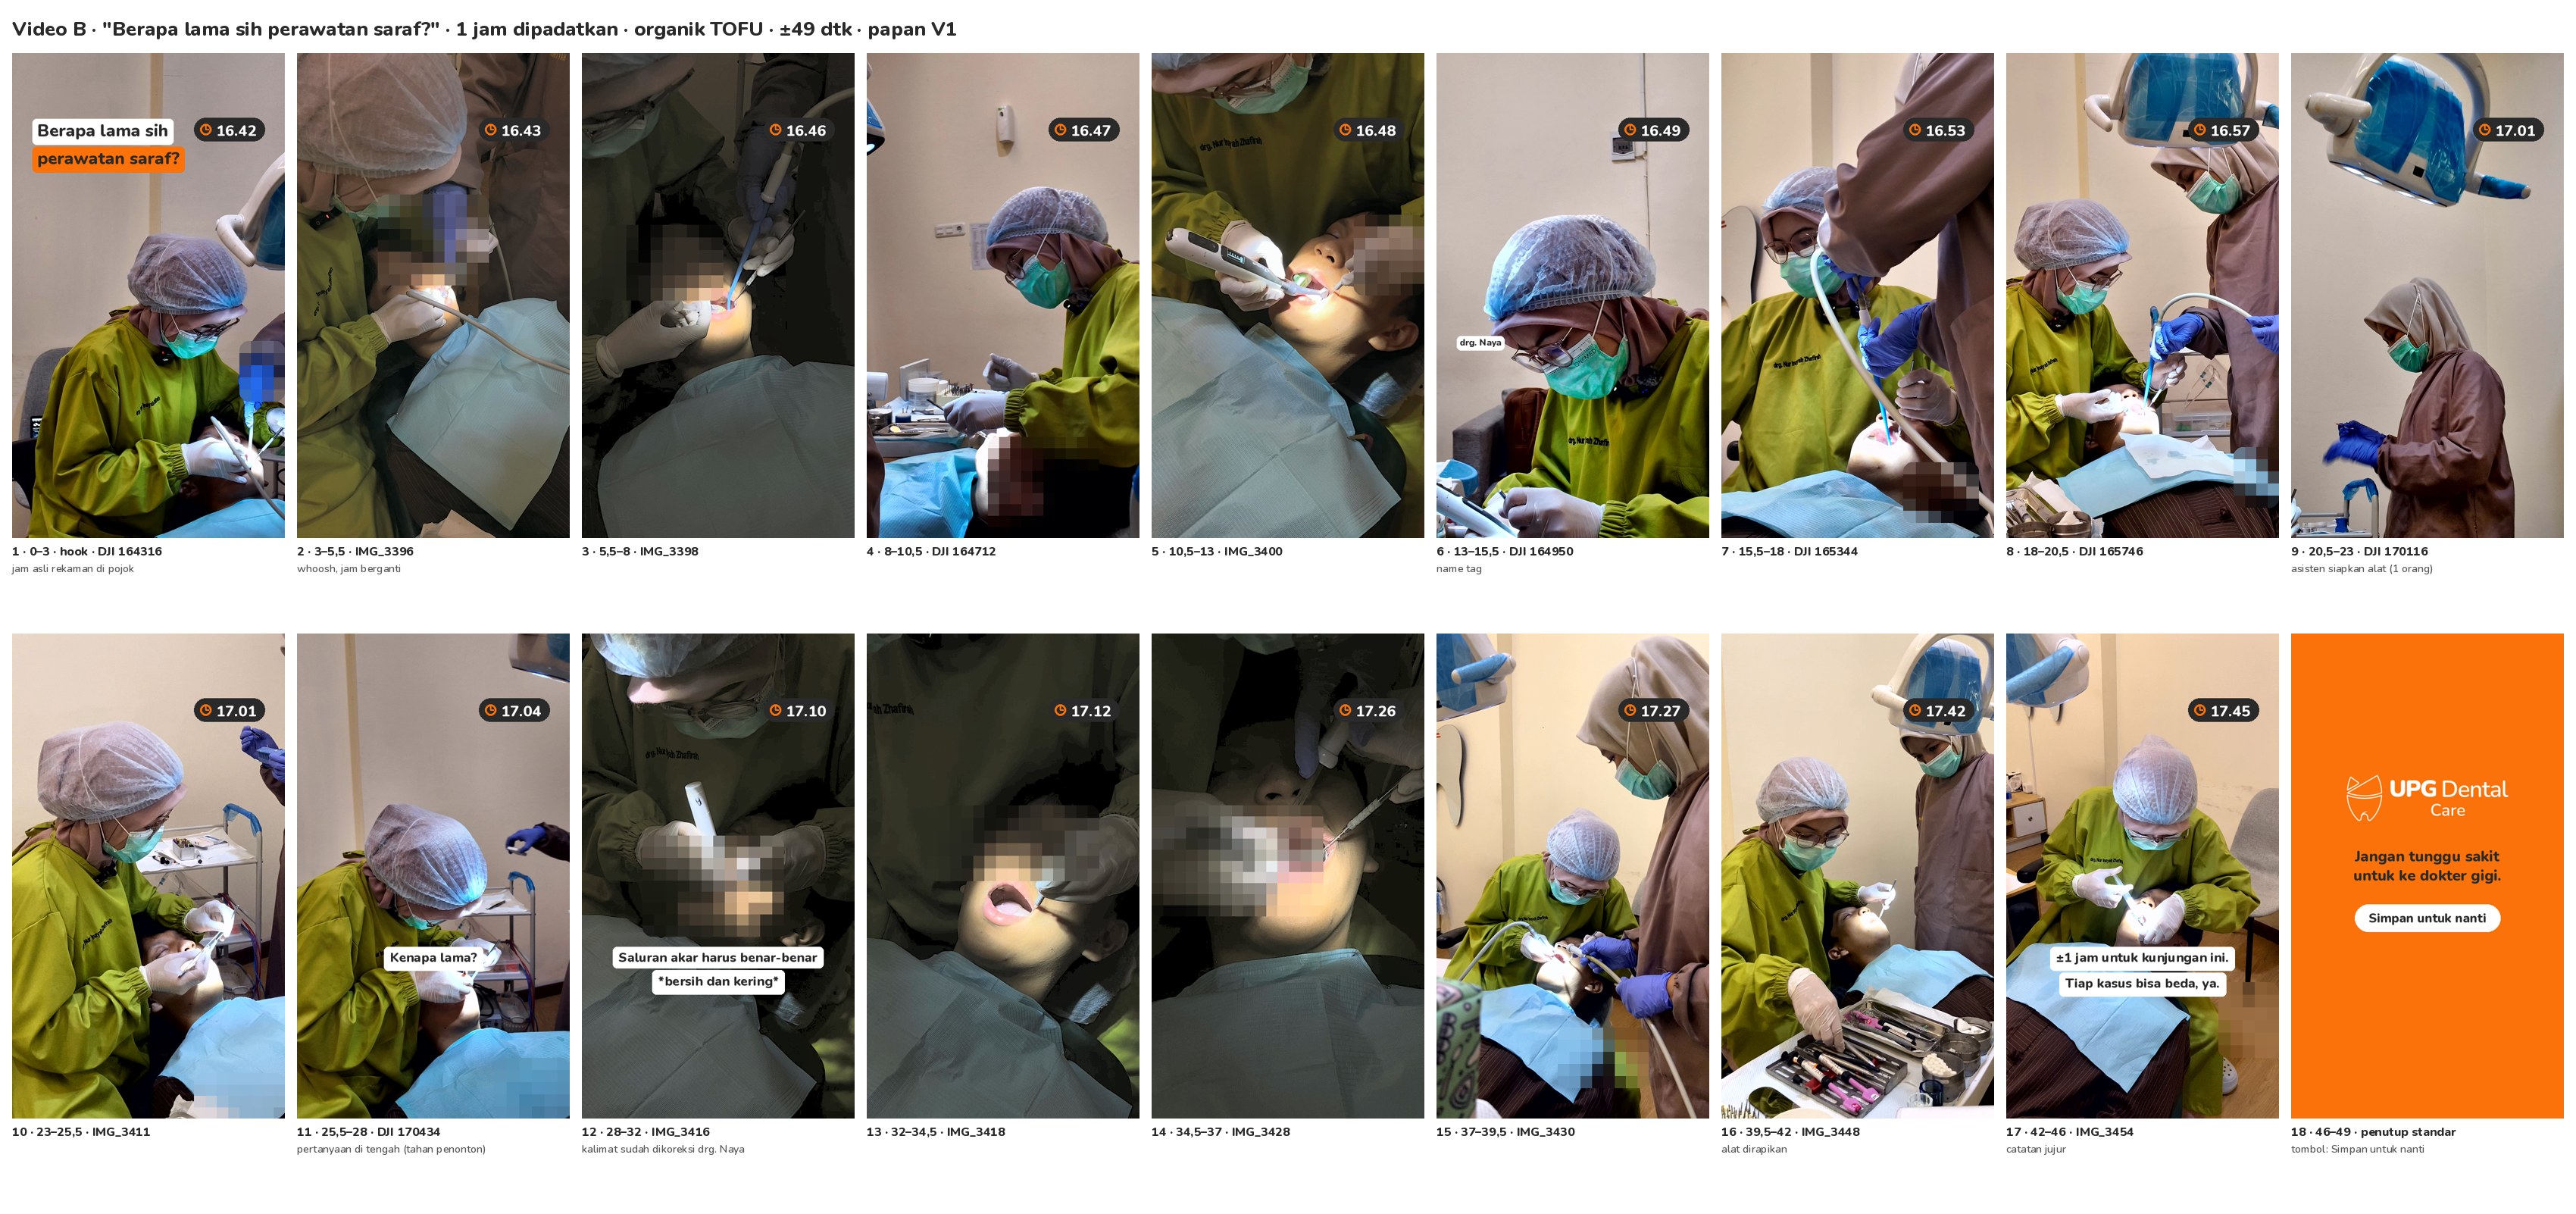 Video B · "Berapa lama sih perawatan saraf?" · 1 jam dipadatkan · organik TOFU · ±49 dtk · papan V1
Berapa lama sih
perawatan saraf?
16.42
16.43
16.46
16.47
16.48
16.49
16.53
16.57
17.01
drg. Naya
1 · 0–3 · hook · DJI 164316
jam asli rekaman di pojok
2 · 3–5,5 · IMG_3396
whoosh, jam berganti
3 · 5,5–8 · IMG_3398
4 · 8–10,5 · DJI 164712
5 · 10,5–13 · IMG_3400
6 · 13–15,5 · DJI 164950
name tag
7 · 15,5–18 · DJI 165344
8 · 18–20,5 · DJI 165746
9 · 20,5–23 · DJI 170116
asisten siapkan alat (1 orang)
17.01
17.04
17.10
17.12
17.26
17.27
17.42
17.45
Kenapa lama?
Saluran akar harus benar-benar
*bersih dan kering*
±1 jam untuk kunjungan ini.
Tiap kasus bisa beda, ya.
UPG Dental
Care
Jangan tunggu sakit
untuk ke dokter gigi.
Simpan untuk nanti
10 · 23–25,5 · IMG_3411
11 · 25,5–28 · DJI 170434
pertanyaan di tengah (tahan penonton)
12 · 28–32 · IMG_3416
kalimat sudah dikoreksi drg. Naya
13 · 32–34,5 · IMG_3418
14 · 34,5–37 · IMG_3428
15 · 37–39,5 · IMG_3430
16 · 39,5–42 · IMG_3448
alat dirapikan
17 · 42–46 · IMG_3454
catatan jujur
18 · 46–49 · penutup standar
tombol: Simpan untuk nanti